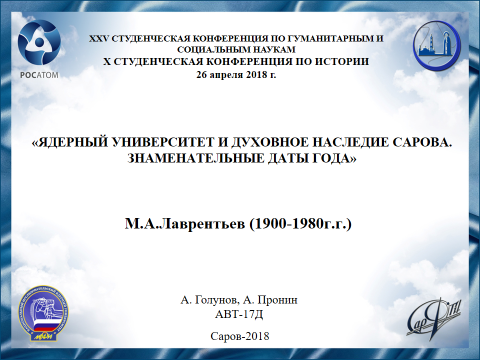 XXV СТУДЕНЧЕСКАЯ КОНФЕРЕНЦИЯ ПО ГУМАНИТАРНЫМ И
СОЦИАЛЬНЫМ НАУКАМ
X СТУДЕНЧЕСКАЯ КОНФЕРЕНЦИЯ ПО ИСТОРИИ
26 апреля 2018 г.
РОСАТОМ
«ЯДЕРНЫЙ УНИВЕРСИТЕТ И ДУХОВНОЕ НАСЛЕДИЕ САРОВА.
ЗНАМЕНАТЕЛЬНЫЕ ДАТЫ ГОДА»
М.А.Лаврентьев (1900-1980г.г.)
А. Голунов, А. Пронин
АВТ-17Д
Саров-2018
СарФТИ